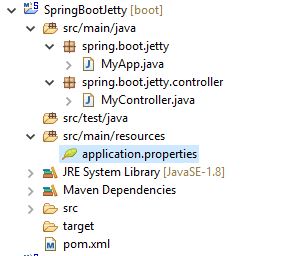 SpringBootJetty [boot]
src/main/java
spring.boot.jetty
MyApp.java
spring.boot.jetty.controller
MyController.java
src/test/java
src/main/resources
application.properties
JRE System Library [JavaSE-1.8]
Maven Dependencies
src
target
pom.xml